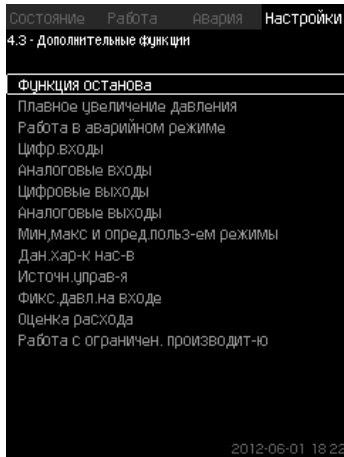 Состояние Работа Авария Настройки
4.3 - Дополнительные функции
Функция останова
Плавное увеличение давления
Работа в аварийном режиме
Цифр.входы
Аналоговые входы
Цифровые выходы
Аналоговые выходы
Мин,макс и опред.польз-ем режимы
Дан.хар-к нас-в
Источн.управ-я
Фикс.давл.на входе
Оценка расхода
Работа с ограничен. производит-ю
2012-06-01 18:22